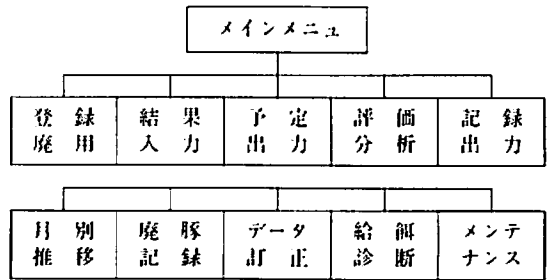 メインメニュー
登録 結果 予定 評価 記録
廃用 入力 出力 分析 出力
月別 廃豚 データ 給餌 メンテ
推移 記録 訂正 診断 ナンス